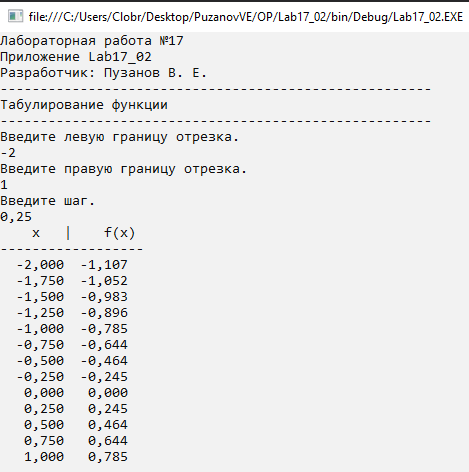 file:///C:/Users/Clobr/Desktop/PuzanovVE/OP/Lab17_02/bin/Debug/Lab17_02.EXE
Лабораторная работа №17
Приложение Lab17_02
Разработчик: Пузанов В. Е.
------------------------------------------------------
Табулирование функции
------------------------------------------------------
Введите левую границу отрезка.
-2
Введите правую границу отрезка.
1
Введите шаг.
0,25
    x   |    f(x)
------------------
  -2,000  -1,107
  -1,750  -1,052
  -1,500  -0,983
  -1,250  -0,896
  -1,000  -0,785
  -0,750  -0,644
  -0,500  -0,464
  -0,250  -0,245
   0,000   0,000
   0,250   0,245
   0,500   0,464
   0,750   0,644
   1,000   0,785